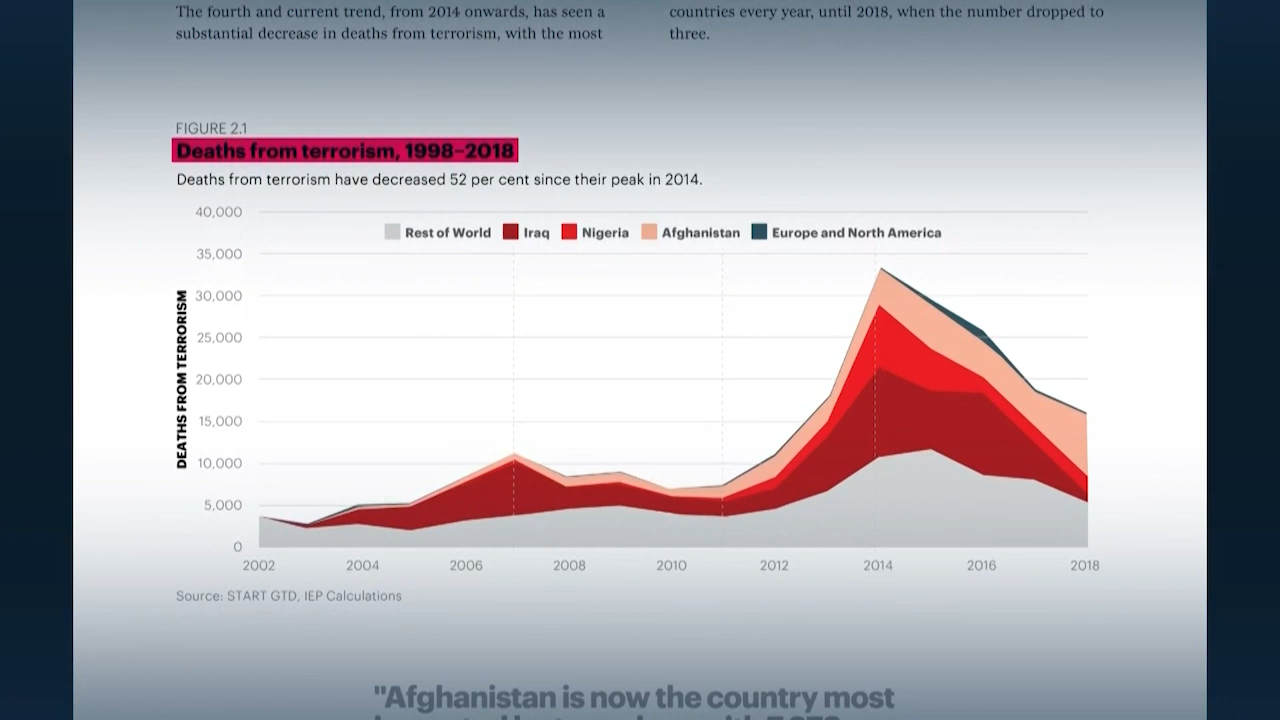 The fourth and current trend, from 2014 onwards, has seen a
substantial decrease in deaths from terrorism, with the most
countries every year, until 2018, when the number dropped to
three.
FIGURE 2.1
Deaths from terrorism, 1998–2018
Deaths from terrorism have decreased 52 per cent since their peak in 2014.
Rest of World Iraq Nigeria Afghanistan Europe and North America
DEATHS FROM TERRORISM
40,000
35,000
30,000
25,000
20,000
15,000
10,000
5,000
0
2002 2004 2006 2008 2010 2012 2014 2016 2018
Source: START GTD, IEP Calculations
"Afghanistan is now the country most